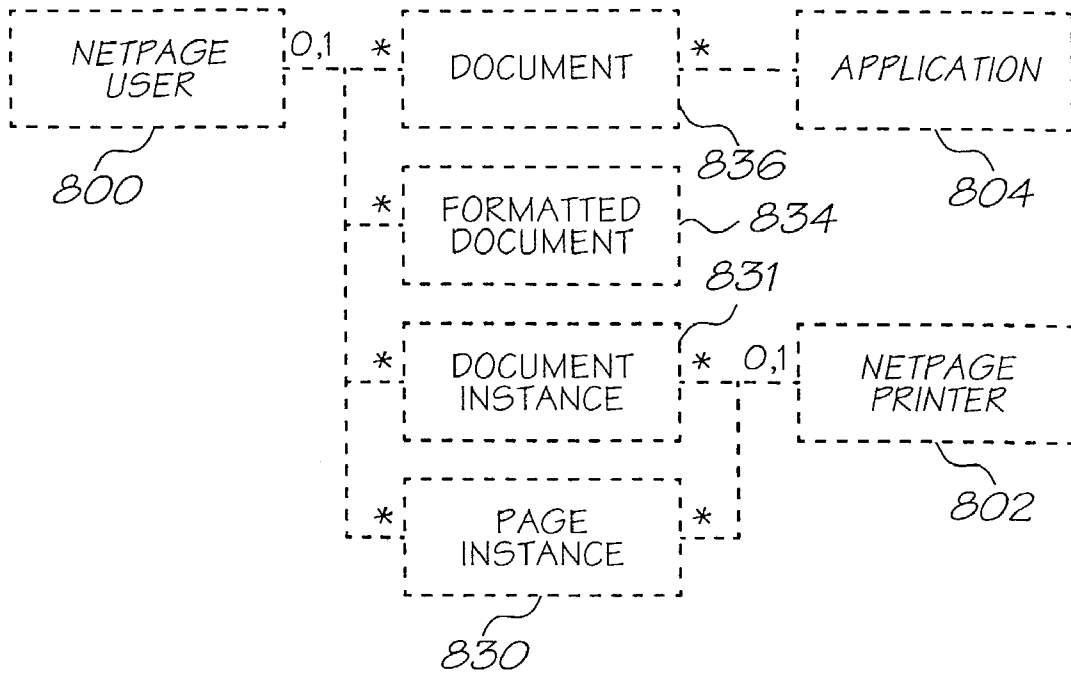 NETPAGE
USER
0,1
*
DOCUMENT
*
APPLICATION
800
836
804
*
FORMATTED
DOCUMENT
834
831
*
DOCUMENT
INSTANCE
*
0,1
NETPAGE
PRINTER
802
*
PAGE
INSTANCE
*
830